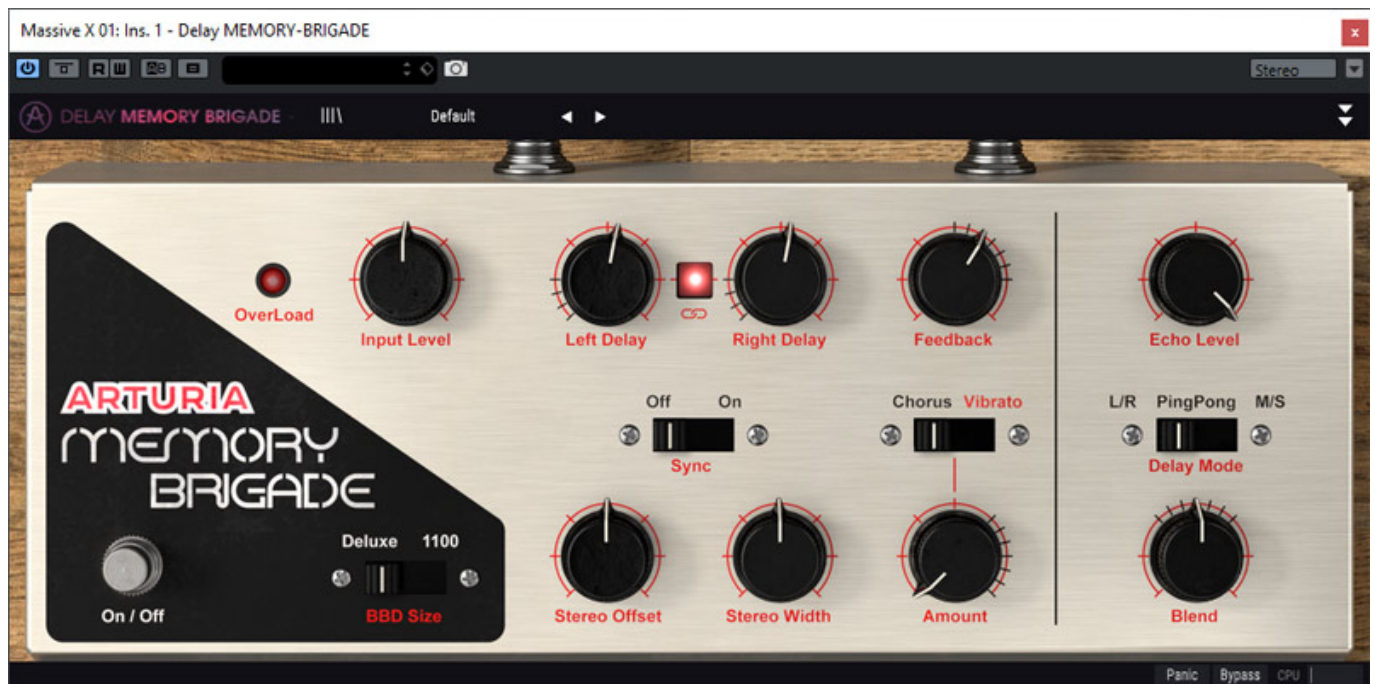 Massive X 01: Ins. 1 - Delay MEMORY-BRIGADE
x
R W
Stereo
DELAY MEMORY BRIGADE
Default
OverLoad
Input Level
Left Delay
Right Delay
Feedback
Echo Level
ARTURIA
MEMORY
BRIGADE
Off On
Sync
Chorus Vibrato
L/R PingPong M/S
Delay Mode
Deluxe 1100
On / Off
BBD Size
Stereo Offset
Stereo Width
Amount
Blend
Panic Bypass CPU